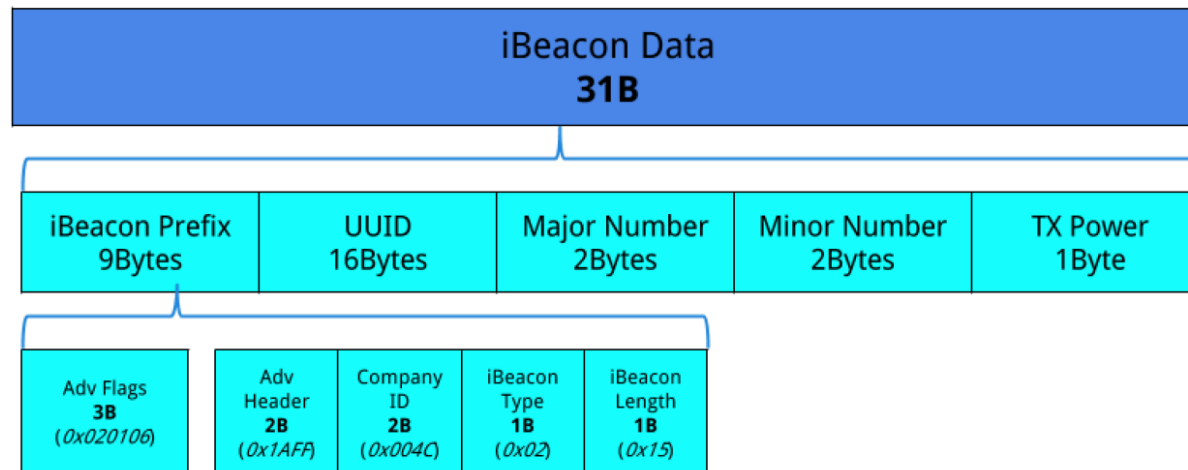 iBeacon Data
31B
iBeacon Prefix
9Bytes
UUID
16Bytes
Major Number
2Bytes
Minor Number
2Bytes
TX Power
1Byte
Adv Flags
3B
(0x020106)
Adv
Header
2B
(0x1AFF)
Company
ID
2B
(0x004C)
iBeacon
Type
1B
(0x02)
iBeacon
Length
1B
(0x15)